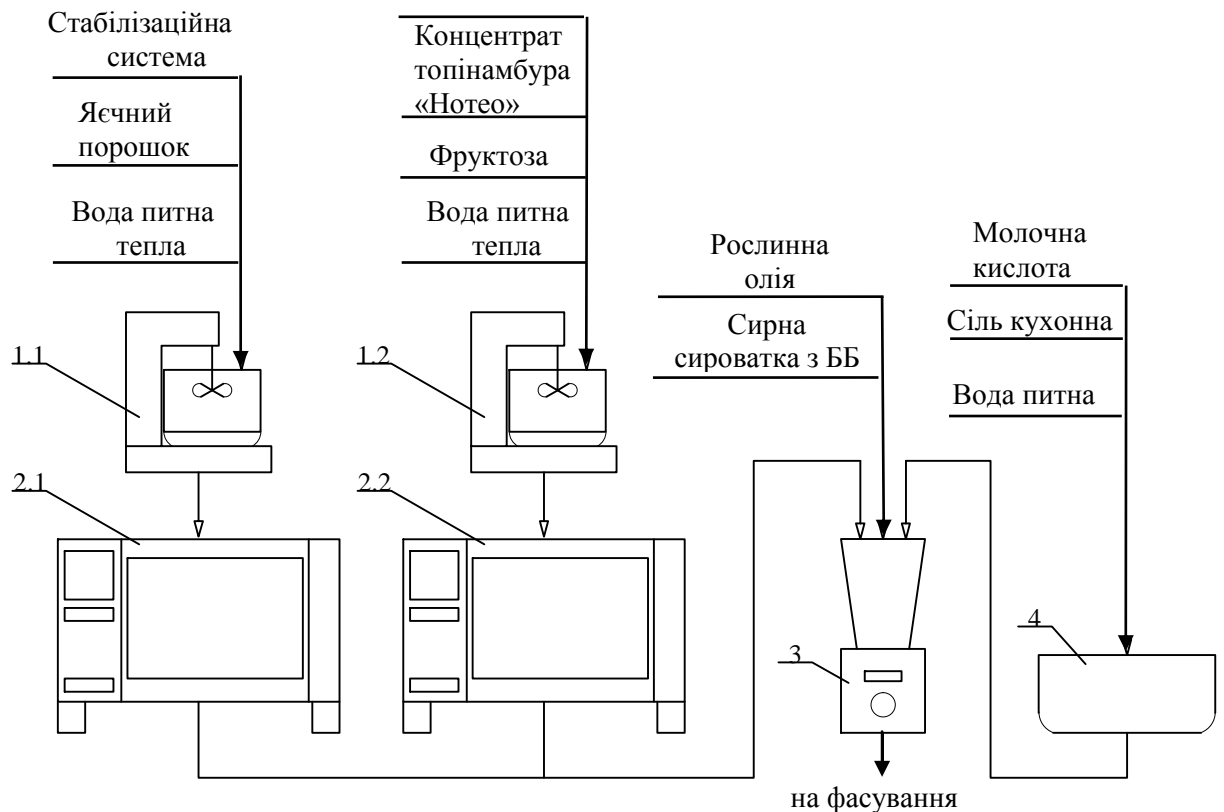 Стабілізаційна
система
Яєчний
порошок
Вода питна
тепла
Концентрат
топінамбура
«Нотео»
Фруктоза
Вода питна
тепла
Рослинна
олія
Сирна
сироватка з ББ
Молочна
кислота
Сіль кухонна
Вода питна
1.1
1.2
2.1
2.2
3
4
на фасування